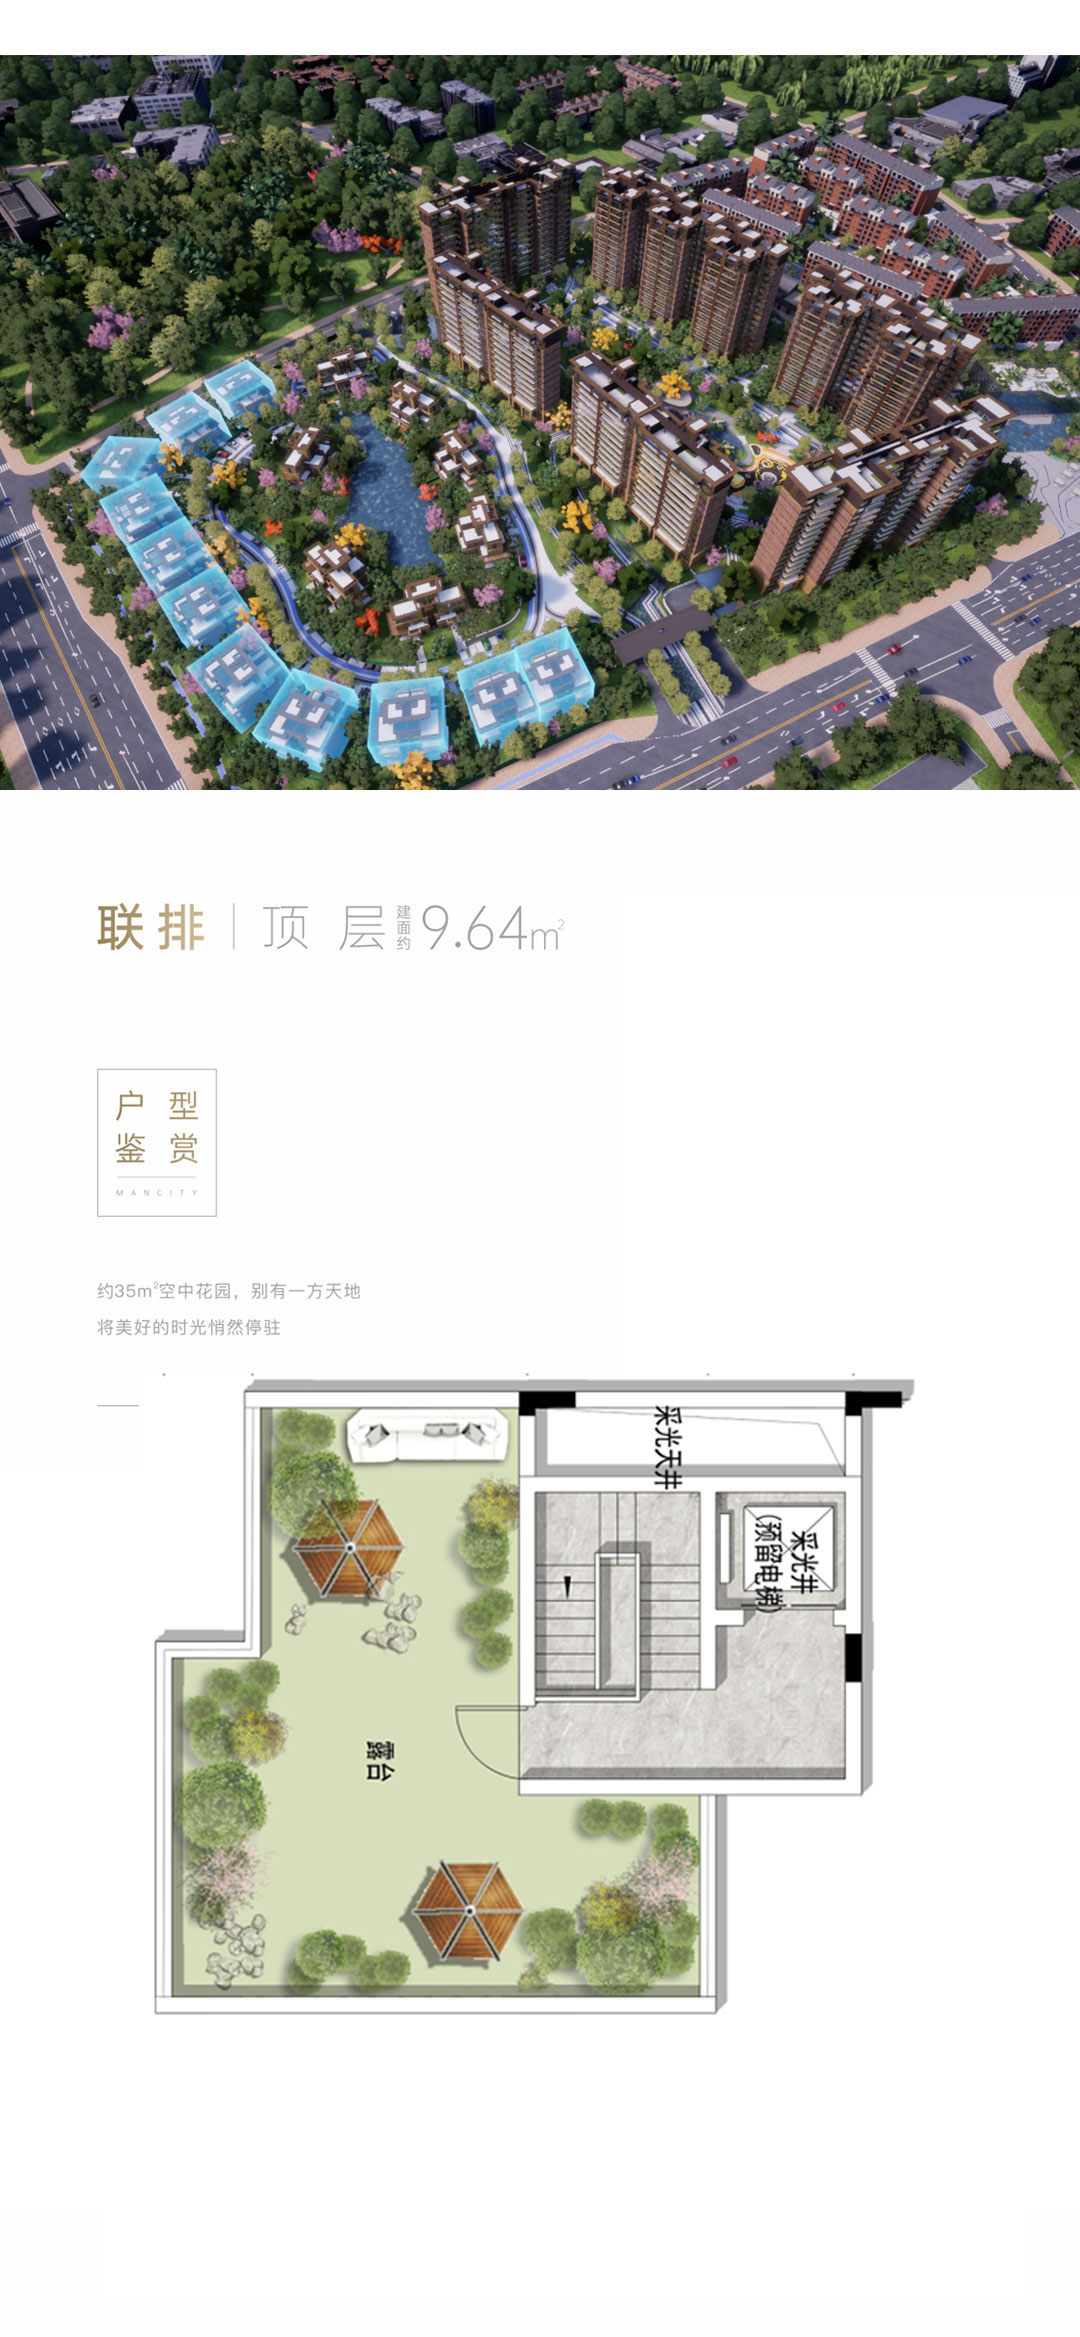 联排 顶层 建面约 9.64m²
户型
鉴赏
MANCITY
约35m²空中花园，别有一方天地
将美好的时光悄然停驻
采光天井
采光井
(预留电梯)
露台